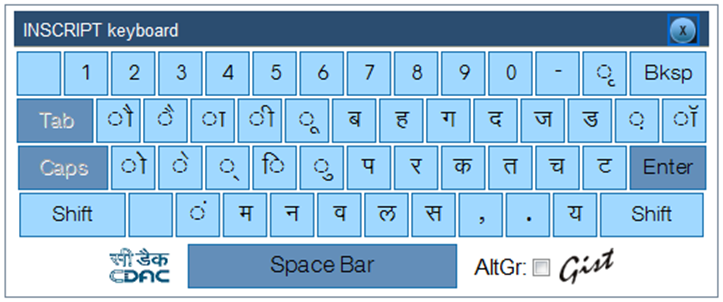 INSCRIPT keyboard x
1 2 3 4 5 6 7 8 9 0 - ृ Bksp
Tab ौ ै ा ी ू ब ह ग द ज ड ़ ॉ
Caps ो े ् ि ु प र क त च ट Enter
Shift ं म न व ल स , . य Shift
सी डैक
CDAC Space Bar AltGr: Gist